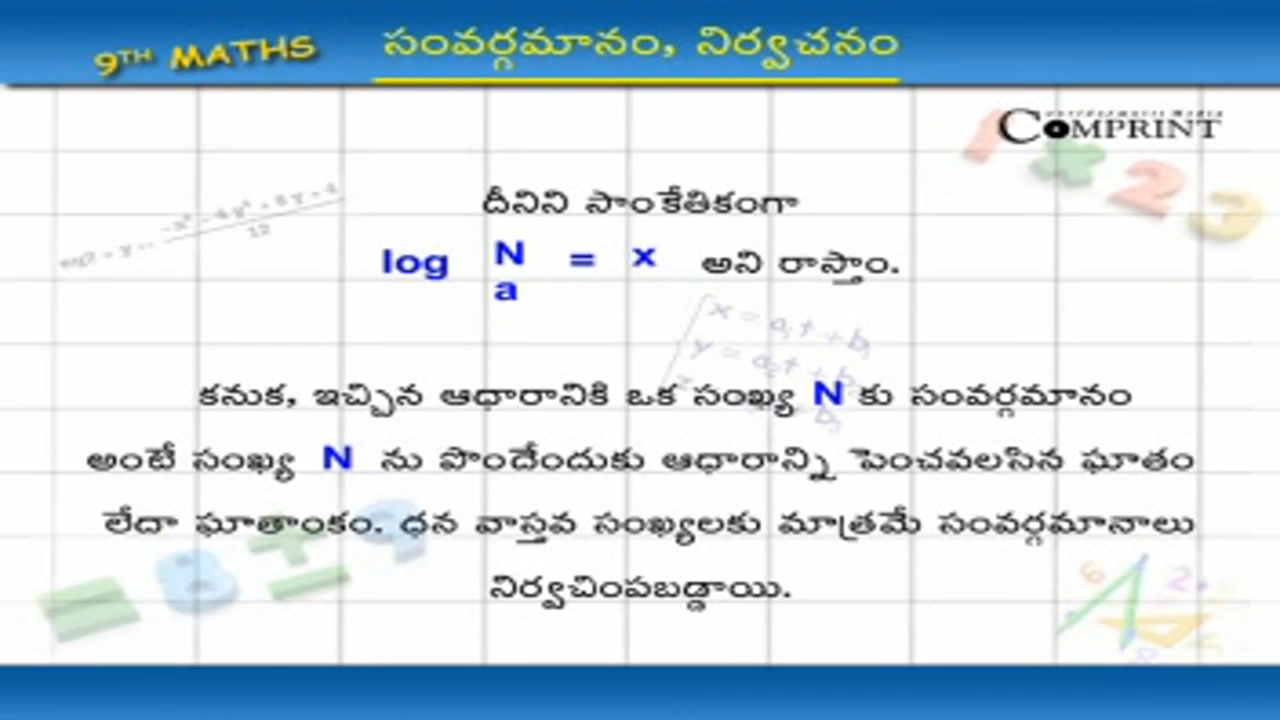 9TH MATHS
సంవర్గమానం, నిర్వచనం
COMPRINT
దీనిని సాంకేతికంగా
log N = x అని రాస్తాం.
a
కనుక, ఇచ్చిన ఆధారానికి ఒక సంఖ్య N కు సంవర్గమానం
అంటే సంఖ్య N ను పొందేందుకు ఆధారాన్ని పెంచవలసిన ఘాతం
లేదా ఘాతాంకం. ధన వాస్తవ సంఖ్యలకు మాత్రమే సంవర్గమానాలు
నిర్వచింపబడ్డాయి.